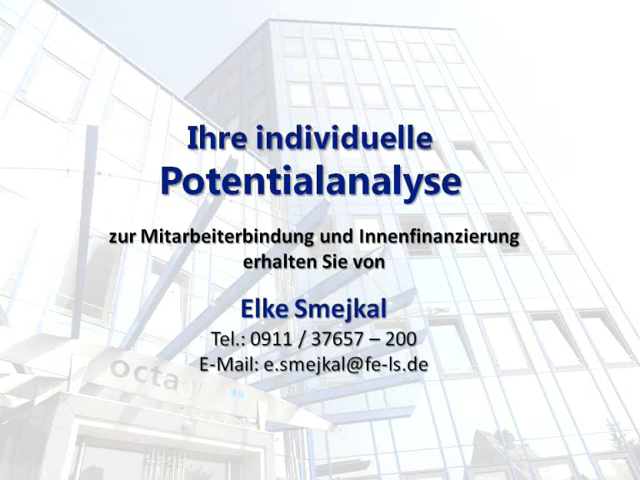 Ihre individuelle
Potentialanalyse
zur Mitarbeiterbindung und Innenfinanzierung
erhalten Sie von
Elke Smejkal
Tel.: 0911 / 37657 – 200
E-Mail: e.smejkal@fe-ls.de
octa